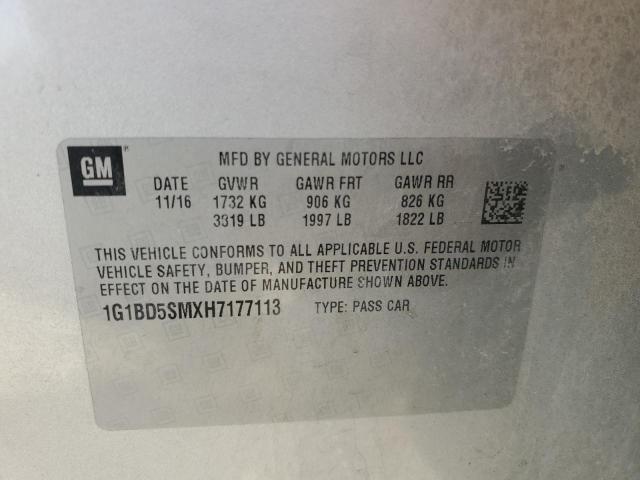 GM
MFD BY GENERAL MOTORS LLC
DATE GVWR GAWR FRT GAWR RR
11/16 1732 KG 906 KG 826 KG
3819 LB 1997 LB 1822 LB
THIS VEHICLE CONFORMS TO ALL APPLICABLE U.S. FEDERAL MOTOR
VEHICLE SAFETY, BUMPER, AND THEFT PREVENTION STANDARDS IN
EFFECT ON THE DATE OF MANUFACTURE SHOWN ABOVE.
1G1BD5SMXH7177113 TYPE: PASS CAR